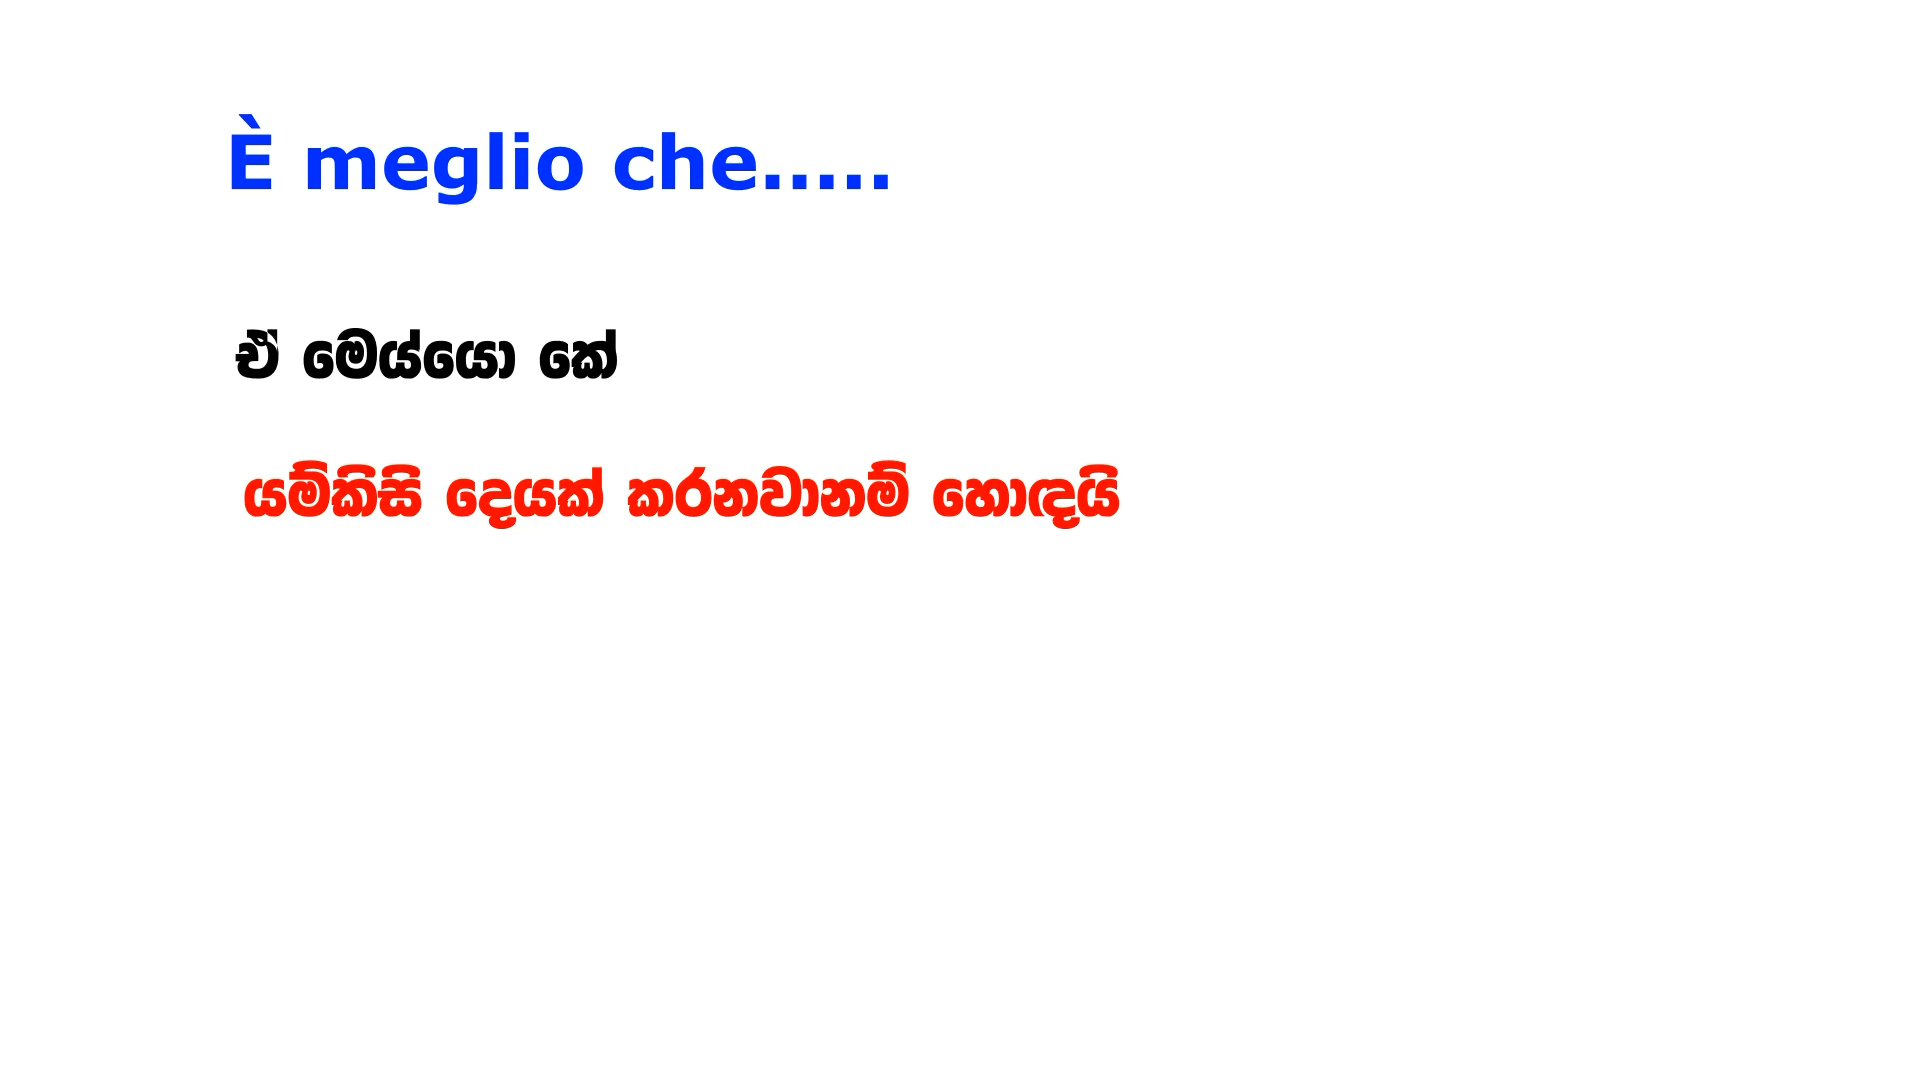 È meglio che.....
ඒ මෙය්යො කේ
යම්කිසි දෙයක් කරනවානම් හොඳයි